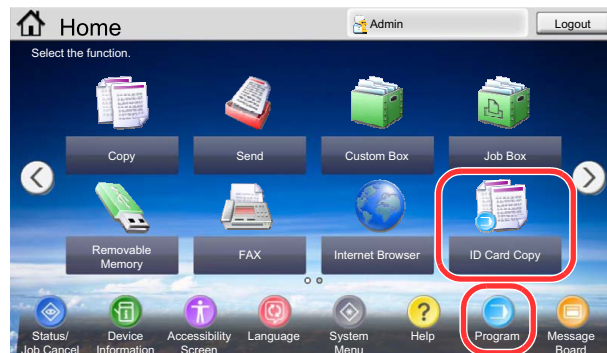 Home
Admin
Logout
Select the function.
Copy
Send
Custom Box
Job Box
Removable
Memory
FAX
Internet Browser
ID Card Copy
Status/
Job Cancel
Device
Information
Accessibility
Screen
Language
System
Menu
Help
Program
Message
Board